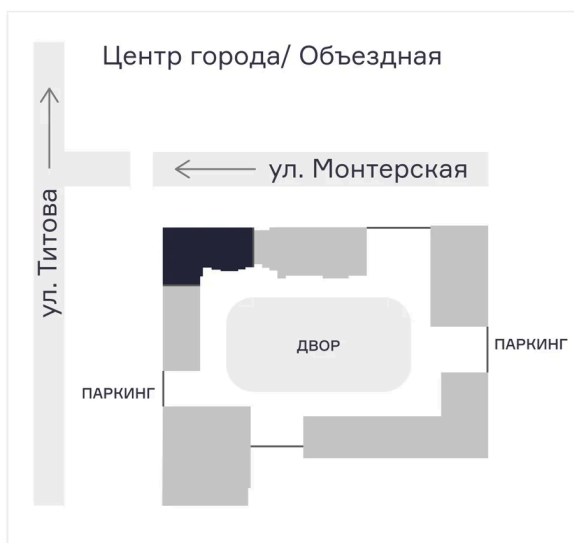 Центр города/ Объездная
ул. Монтерская
ул. Титова
ДВОР
ПАРКИНГ
ПАРКИНГ